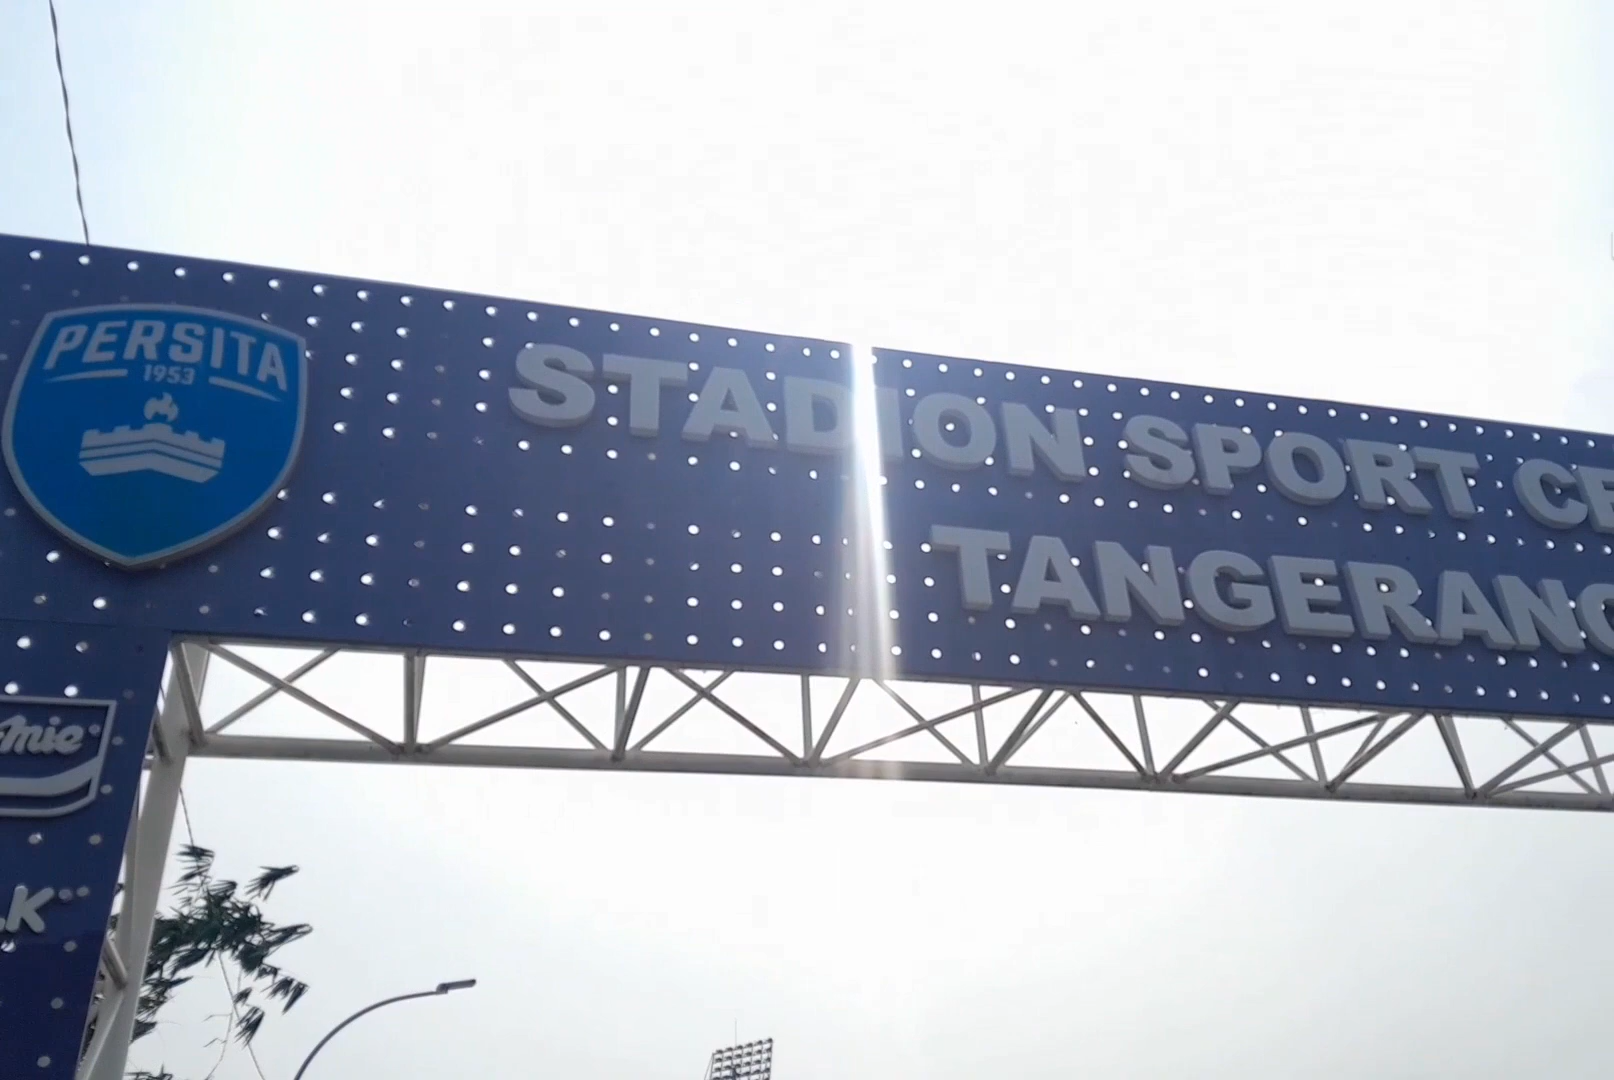 PERSITA
1953
STADION SPORT CE
TANGERANG
Mie